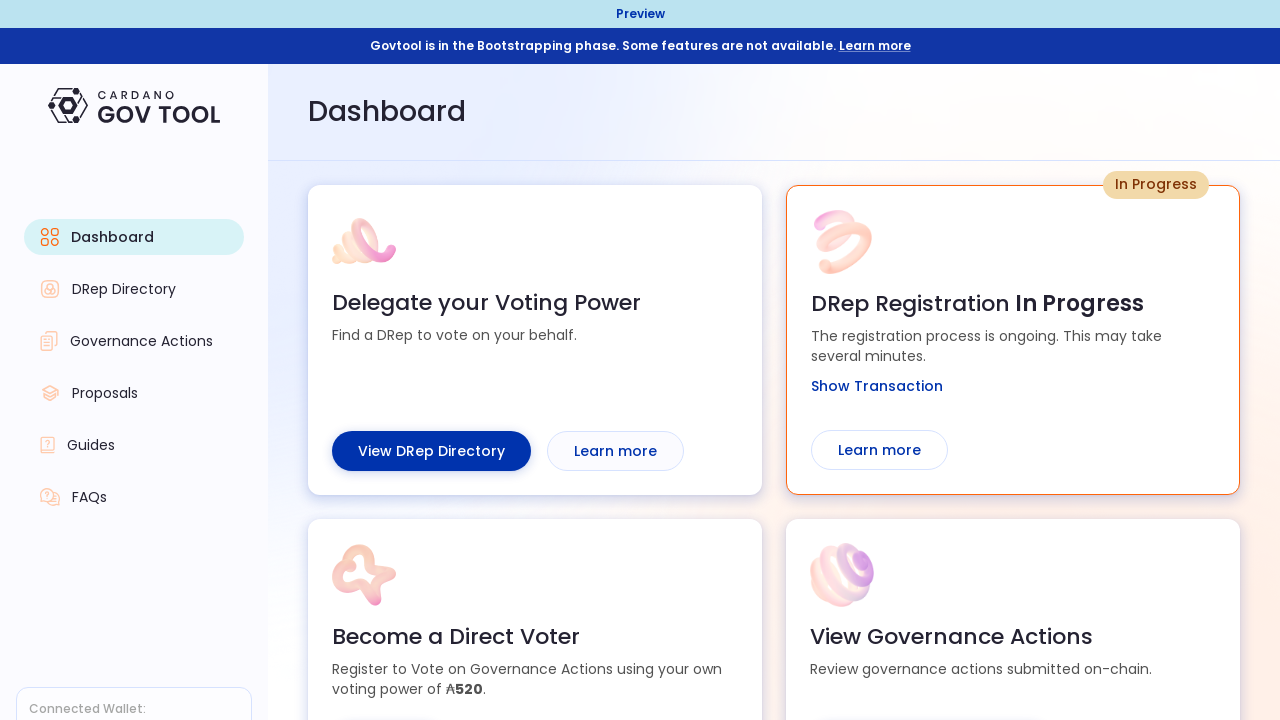 Preview
Govtool is in the Bootstrapping phase. Some features are not available. Learn more
CARDANO
GOV TOOL
Dashboard
DRep Directory
Governance Actions
Proposals
Guides
FAQs
Connected Wallet:
Dashboard
Delegate your Voting Power
Find a DRep to vote on your behalf.
View DRep Directory
Learn more
In Progress
DRep Registration In Progress
The registration process is ongoing. This may take
several minutes.
Show Transaction
Learn more
Become a Direct Voter
Register to Vote on Governance Actions using your own
voting power of ₳520.
View Governance Actions
Review governance actions submitted on-chain.